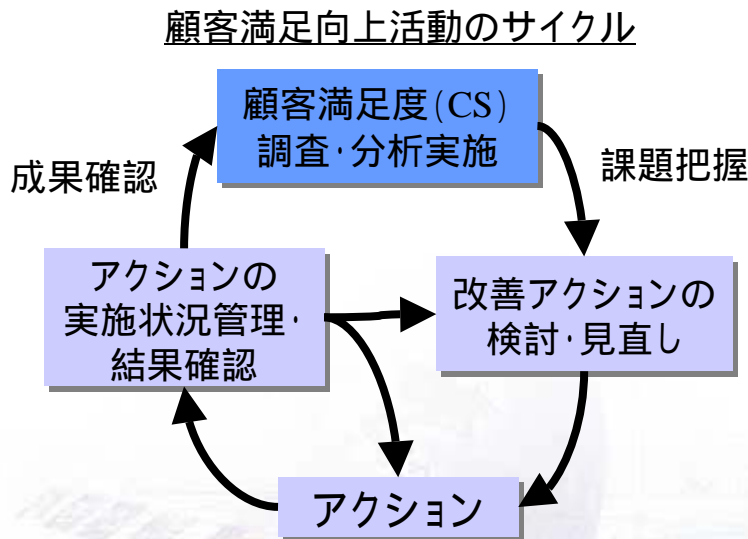 顧客満足向上活動のサイクル
顧客満足度(CS)
調査・分析実施
成果確認
課題把握
アクションの
実施状況管理・
結果確認
改善アクションの
検討・見直し
アクション